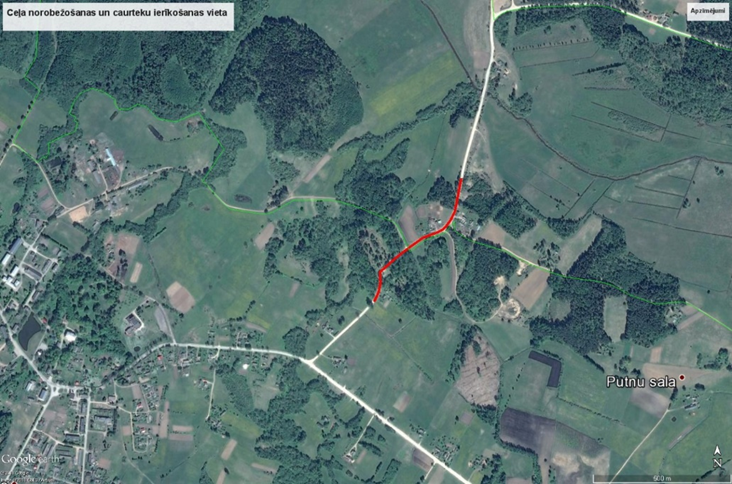 Ceļa norobežošanas un caurteku ierīkošanas vieta
Apzīmējumi
Putnu sala
Google earth
N
600 m